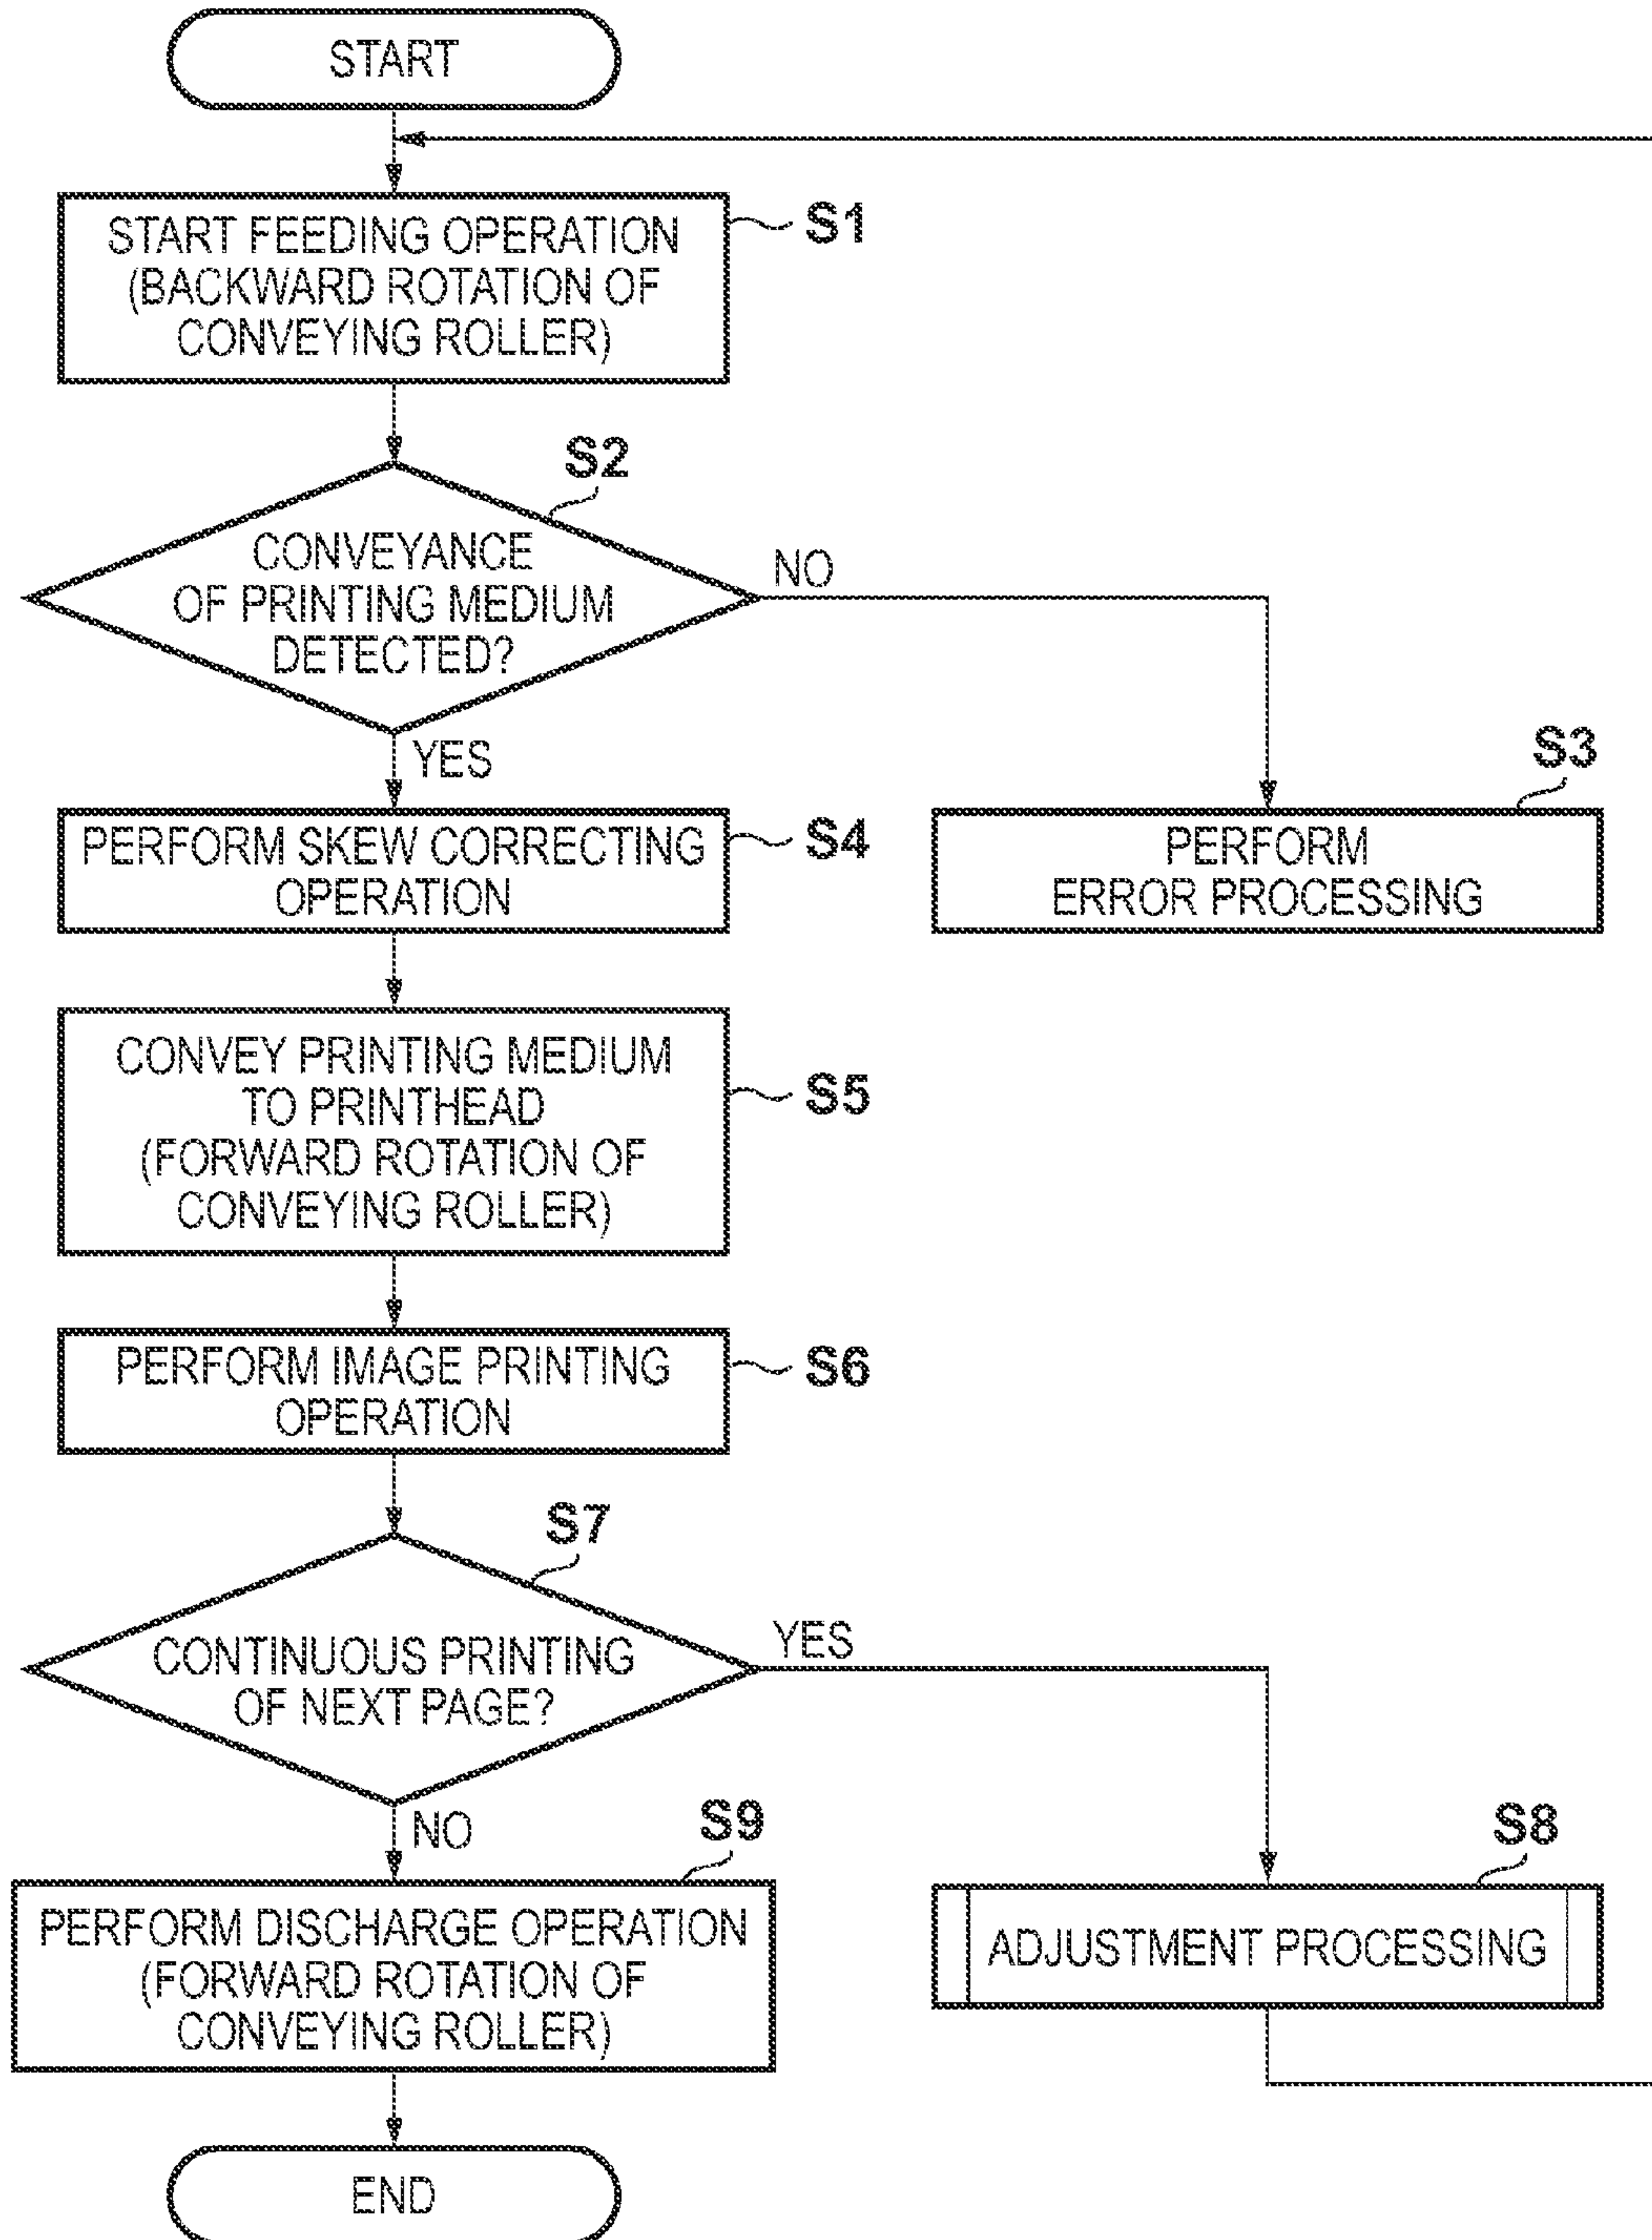 START
START FEEDING OPERATION
(BACKWARD ROTATION OF
CONVEYING ROLLER)
S1
S2
CONVEYANCE
OF PRINTING MEDIUM
DETECTED?
NO
YES
S3
PERFORM
ERROR PROCESSING
PERFORM SKEW CORRECTING
OPERATION
S4
CONVEY PRINTING MEDIUM
TO PRINTHEAD
(FORWARD ROTATION OF
CONVEYING ROLLER)
S5
PERFORM IMAGE PRINTING
OPERATION
S6
S7
CONTINUOUS PRINTING
OF NEXT PAGE?
YES
NO
S9
PERFORM DISCHARGE OPERATION
(FORWARD ROTATION OF
CONVEYING ROLLER)
S8
ADJUSTMENT PROCESSING
END